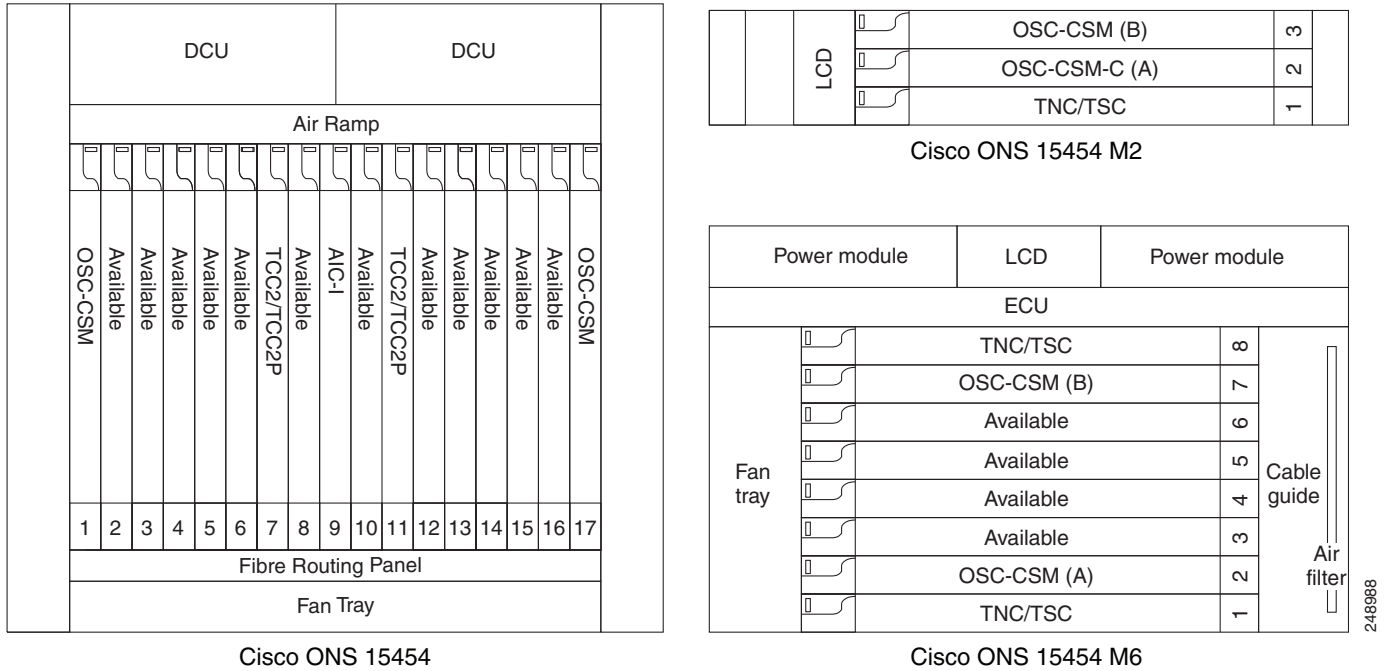 DCU DCU
Air Ramp
OSC-CSM
Available
Available
Available
Available
Available
TCC2/TCC2P
Available
AIC-I
Available
TCC2/TCC2P
Available
Available
Available
Available
Available
OSC-CSM
1 2 3 4 5 6 7 8 9 10 11 12 13 14 15 16 17
Fibre Routing Panel
Fan Tray
Cisco ONS 15454
LCD
OSC-CSM (B) 3
OSC-CSM-C (A) 2
TNC/TSC 1
Cisco ONS 15454 M2
Power module LCD Power module
ECU
Fan
tray
TNC/TSC 8
OSC-CSM (B) 7
Available 6
Available 5
Available 4
Available 3
OSC-CSM (A) 2
TNC/TSC 1
Cable
guide
Air
filter
Cisco ONS 15454 M6
248988